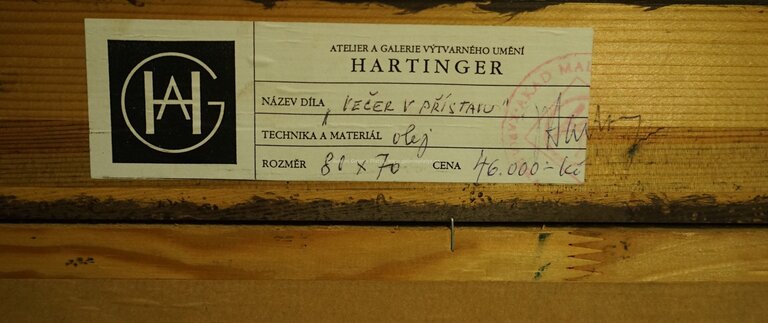 HAG
ATELIER A GALERIE VÝTVARNÉHO UMĚNÍ
HARTINGER
NÁZEV DÍLA „VEČER V PŘÍSTAVU"
TECHNIKA A MATERIÁL olej
ROZMĚR 80 x 70 CENA 46.000- Kč